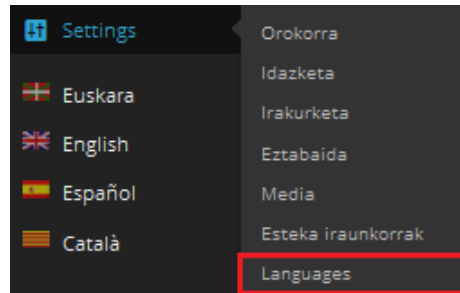 Settings
Euskara
English
Español
Català
Orokorra
Idazketa
Irakurketa
Eztabaida
Media
Esteka iraunkorrak
Languages